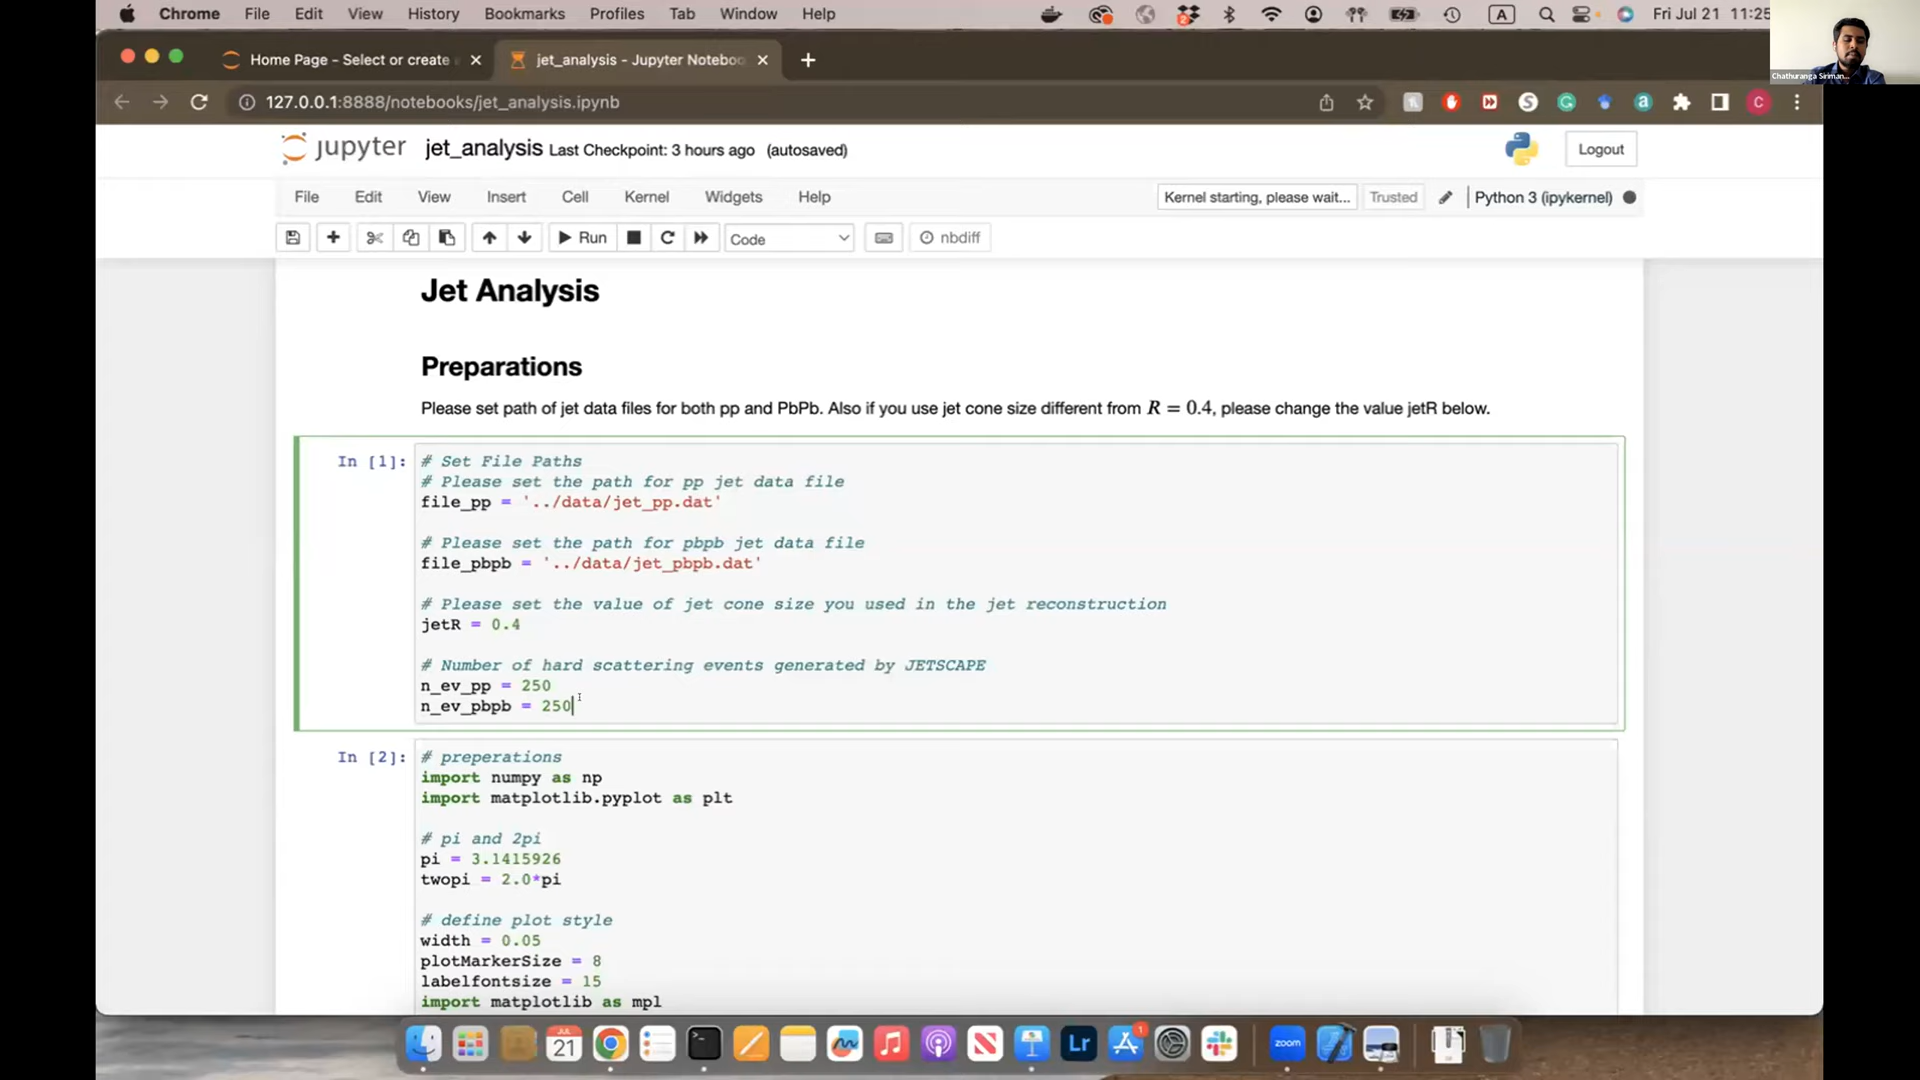 Chrome File Edit View History Bookmarks Profiles Tab Window Help
A
Fri Jul 21 11:25
Chathuranga Siriman...
Home Page - Select or create
jet_analysis - Jupyter Noteboo
127.0.0.1:8888/notebooks/jet_analysis.ipynb
jupyter jet_analysis Last Checkpoint: 3 hours ago (autosaved)
Logout
File Edit View Insert Cell Kernel Widgets Help
Kernel starting, please wait... Trusted Python 3 (ipykernel)
Run Code nbdiff
Jet Analysis
Preparations
Please set path of jet data files for both pp and PbPb. Also if you use jet cone size different from R = 0.4, please change the value jetR below.
In [1]: # Set File Paths
# Please set the path for pp jet data file
file_pp = '../data/jet_pp.dat'
# Please set the path for pbpb jet data file
file_pbpb = '../data/jet_pbpb.dat'
# Please set the value of jet cone size you used in the jet reconstruction
jetR = 0.4
# Number of hard scattering events generated by JETSCAPE
n_ev_pp = 250
n_ev_pbpb = 250
In [2]: # preperations
import numpy as np
import matplotlib.pyplot as plt
# pi and 2pi
pi = 3.1415926
twopi = 2.0*pi
# define plot style
width = 0.05
plotMarkerSize = 8
labelfontsize = 15
import matplotlib as mpl
JUL
21
Lr
1
zoom